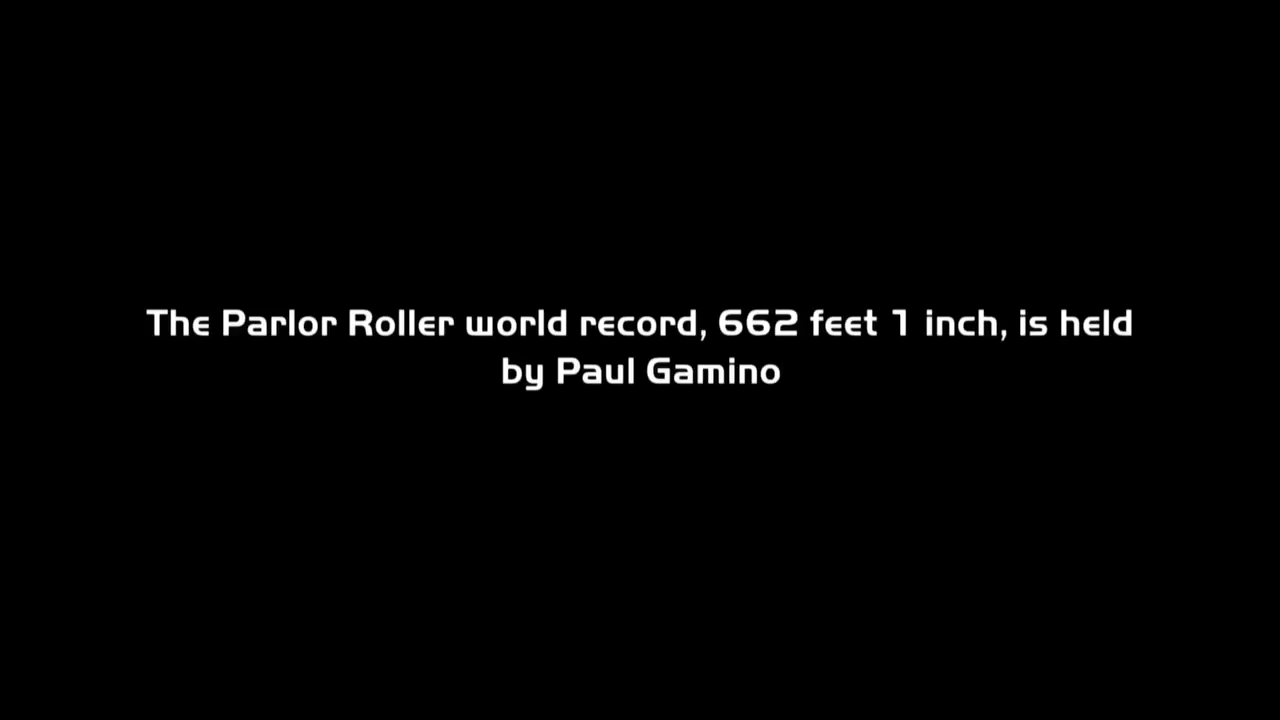 The Parlor Roller world record, 662 feet 1 inch, is held
by Paul Gamino